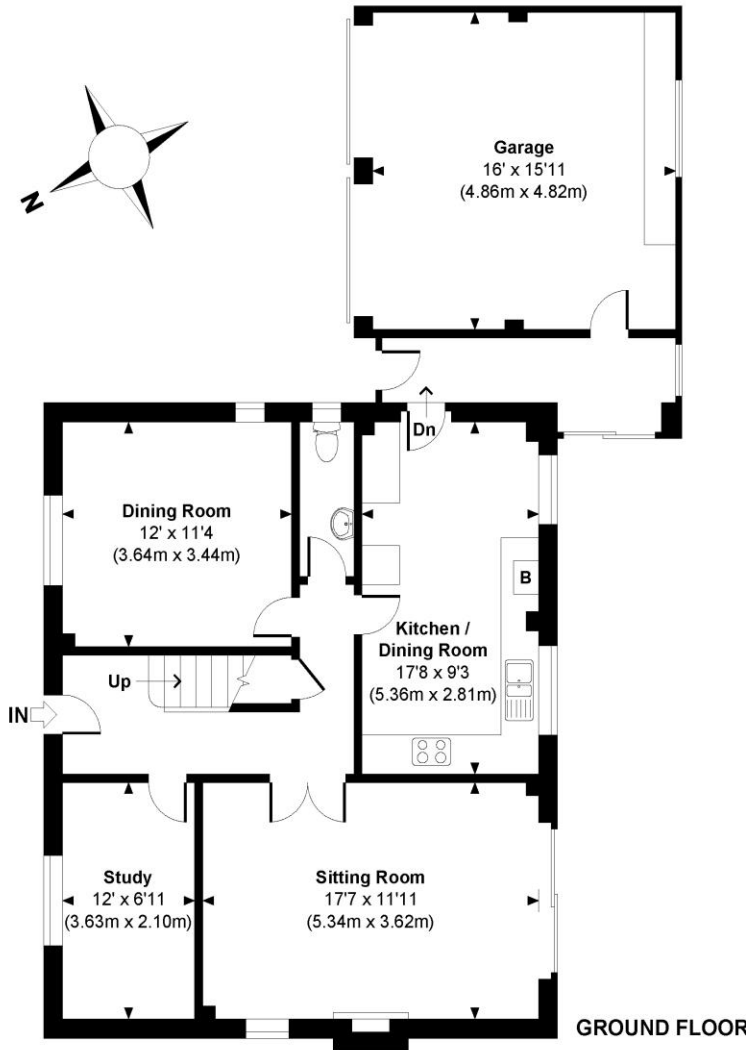 Garage
16' x 15'11
(4.86m x 4.82m)
N
Dn
Dining Room
12' x 11'4
(3.64m x 3.44m)
B
Kitchen /
Dining Room
17'8 x 9'3
(5.36m x 2.81m)
Up
IN
Study
12' x 6'11
(3.63m x 2.10m)
Sitting Room
17'7 x 11'11
(5.34m x 3.62m)
GROUND FLOOR